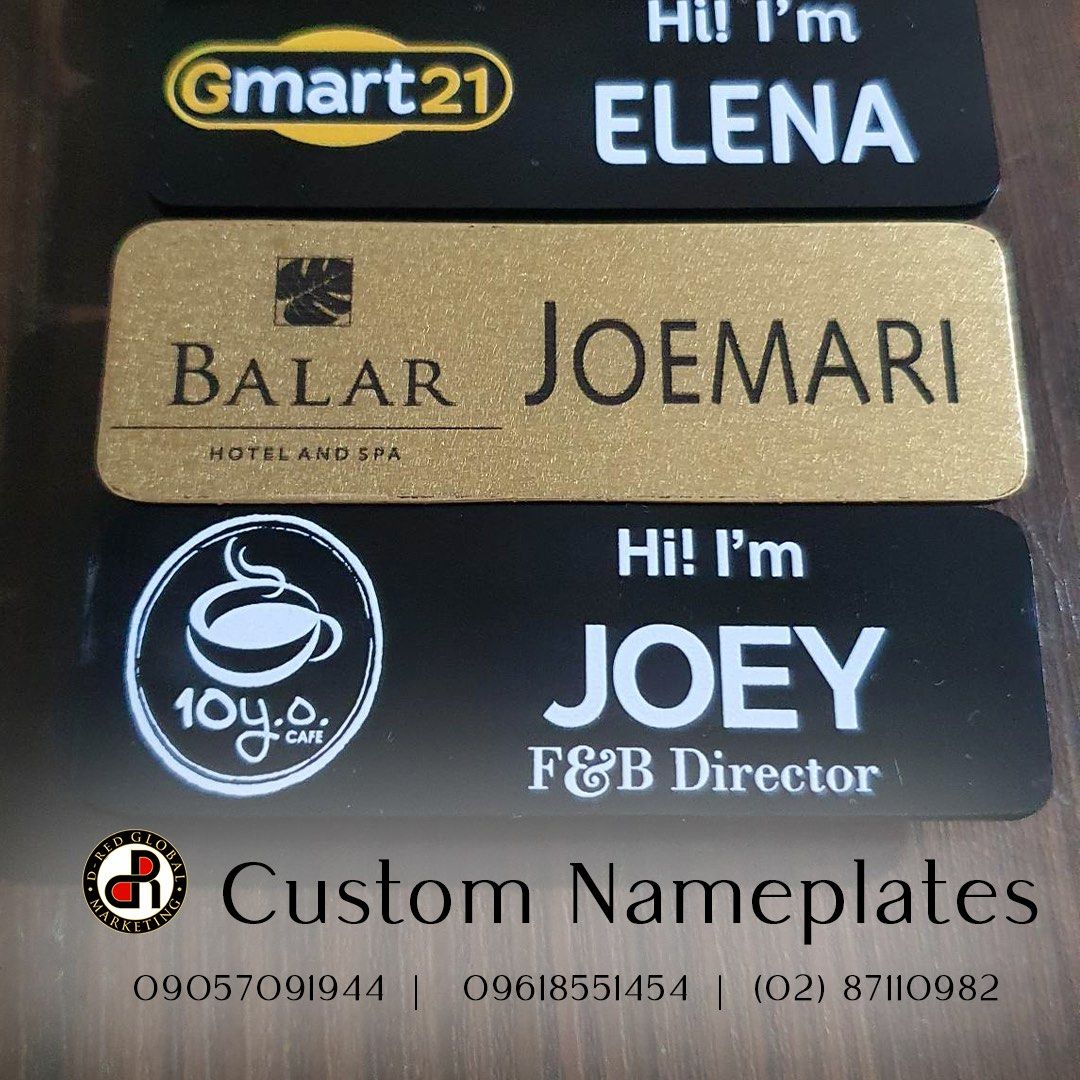 Hi! I'm
Gmart21
ELENA
BALAR
HOTEL AND SPA
JOEMARI
10y.o.
CAFE
Hi! I'm
JOEY
F&B Director
D-RED GLOBAL
MARKETING
Custom Nameplates
09057091944 | 09618551454 | (02) 87110982